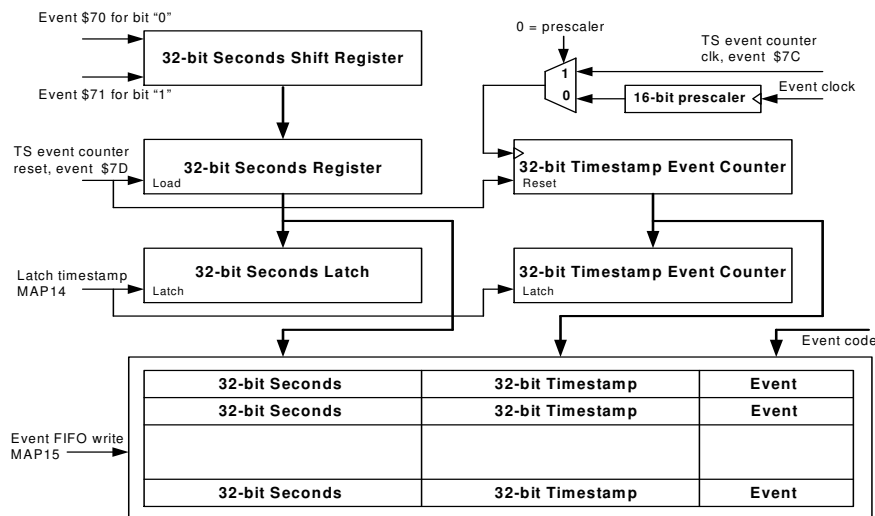 Event $70 for bit “0”
32-bit Seconds Shift Register
Event $71 for bit “1”
0 = prescaler
TS event counter
clk, event $7C
1
0
16-bit prescaler
Event clock
TS event counter
reset, event $7D
32-bit Seconds Register
Load
32-bit Timestamp Event Counter
Reset
Latch timestamp
MAP14
32-bit Seconds Latch
Latch
32-bit Timestamp Event Counter
Latch
Event code
32-bit Seconds 32-bit Timestamp Event
32-bit Seconds 32-bit Timestamp Event
Event FIFO write
MAP15
32-bit Seconds 32-bit Timestamp Event